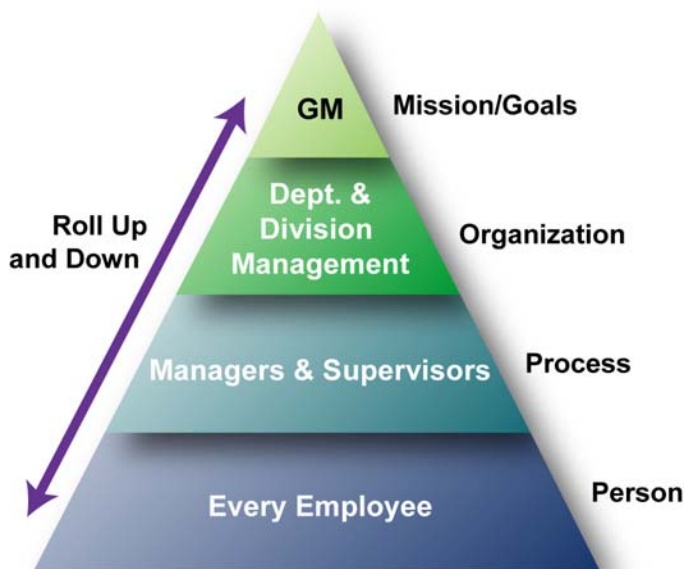 GM
Mission/Goals
Roll Up
and Down
Dept. &
Division
Management
Organization
Managers & Supervisors
Process
Every Employee
Person